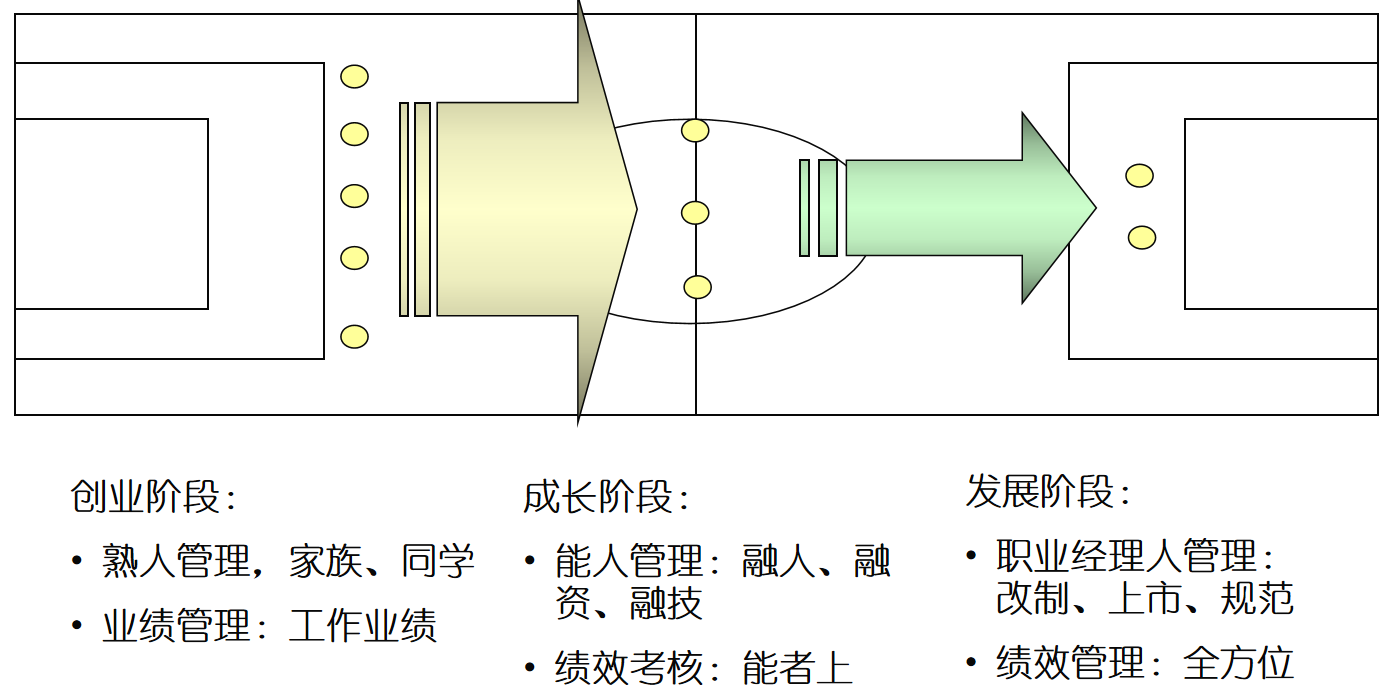 创业阶段：
• 熟人管理，家族、同学
• 业绩管理：工作业绩
成长阶段：
• 能人管理：融人、融
资、融技
• 绩效考核：能者上
发展阶段：
• 职业经理人管理：
改制、上市、规范
• 绩效管理：全方位